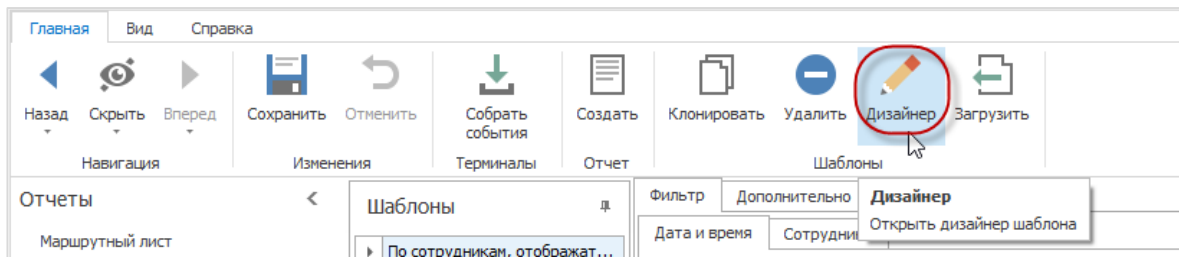 Главная Вид Справка
Назад Скрыть Вперед Сохранить Отменить Собрать события Создать Клонировать Удалить Дизайнер Загрузить
Навигация Изменения Терминалы Отчет Шаблоны
Отчеты
Маршрутный лист
Шаблоны
По сотрудникам, отображат...
Фильтр Дополнительно
Дата и время Сотрудни
Дизайнер
Открыть дизайнер шаблона